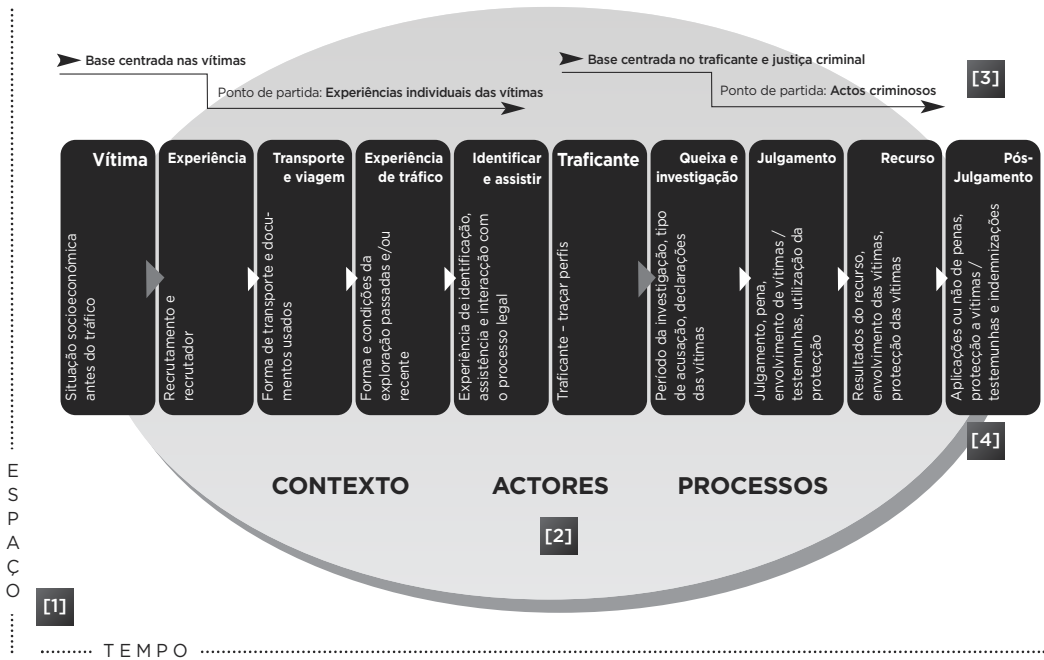 Base centrada nas vítimas
Ponto de partida: Experiências individuais das vítimas
Base centrada no traficante e justiça criminal
Ponto de partida: Actos criminosos
[3]
Vítima
Situação socioeconómica
antes do tráfico
Experiência
Recrutamento e
recrutador
Transporte
e viagem
Forma de transporte e docu-
mentos usados
Experiência
de tráfico
Forma e condições da
exploração passadas e/ou
recente
Identificar
e assistir
Experiência de identificação,
assistência e interacção com
o processo legal
Traficante
Traficante – traçar perfis
Queixa e
investigação
Período da investigação, tipo
de acusação, declarações
das vítimas
Julgamento
Julgamento, pena,
envolvimento de vítimas /
testemunhas, utilização da
protecção
Recurso
Resultados do recurso,
envolvimento das vítimas,
protecção das vítimas
Pós-
Julgamento
Aplicações ou não de penas,
protecção a vítimas /
testemunhas e indemnizações
[4]
CONTEXTO ACTORES PROCESSOS
[2]
ESPAÇO
[1]
TEMPO